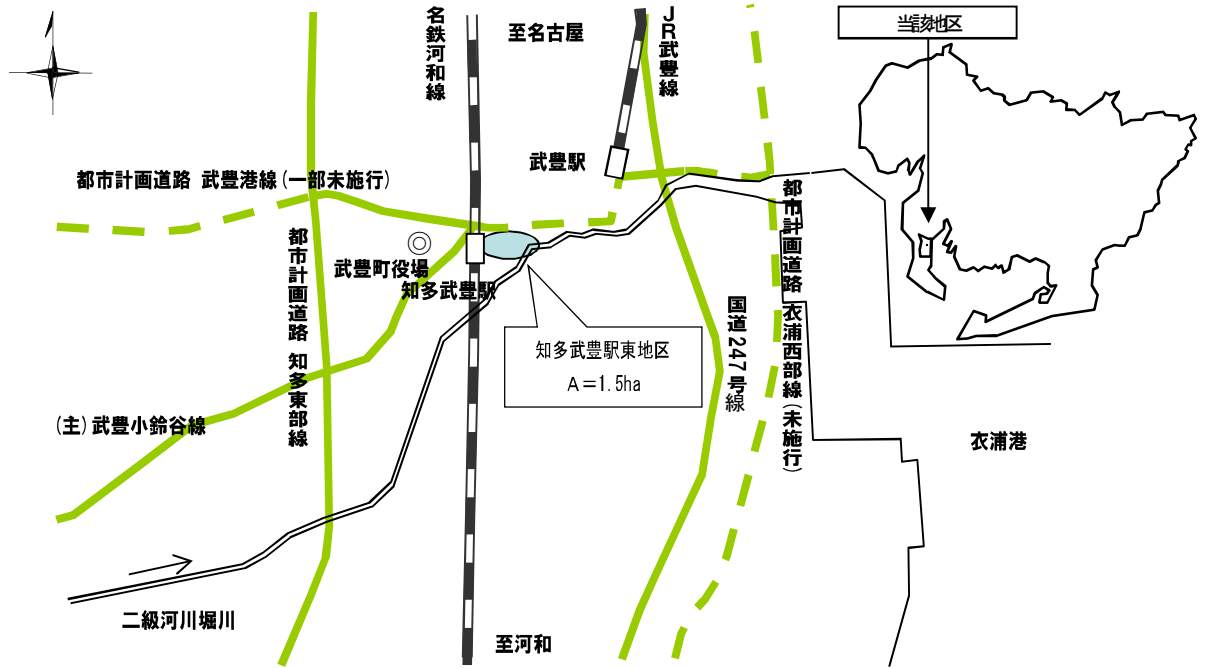 名鉄河和線
至名古屋
JR武豊線
当該地区
武豊駅
都市計画道路 武豊港線(一部未施行)
都市計画道路 知多東部線
武豊町役場
知多武豊駅
都市計画道路 衣浦西部線(未施行)
国道247号線
知多武豊駅東地区
A=1.5ha
(主)武豊小鈴谷線
衣浦港
二級河川堀川
至河和